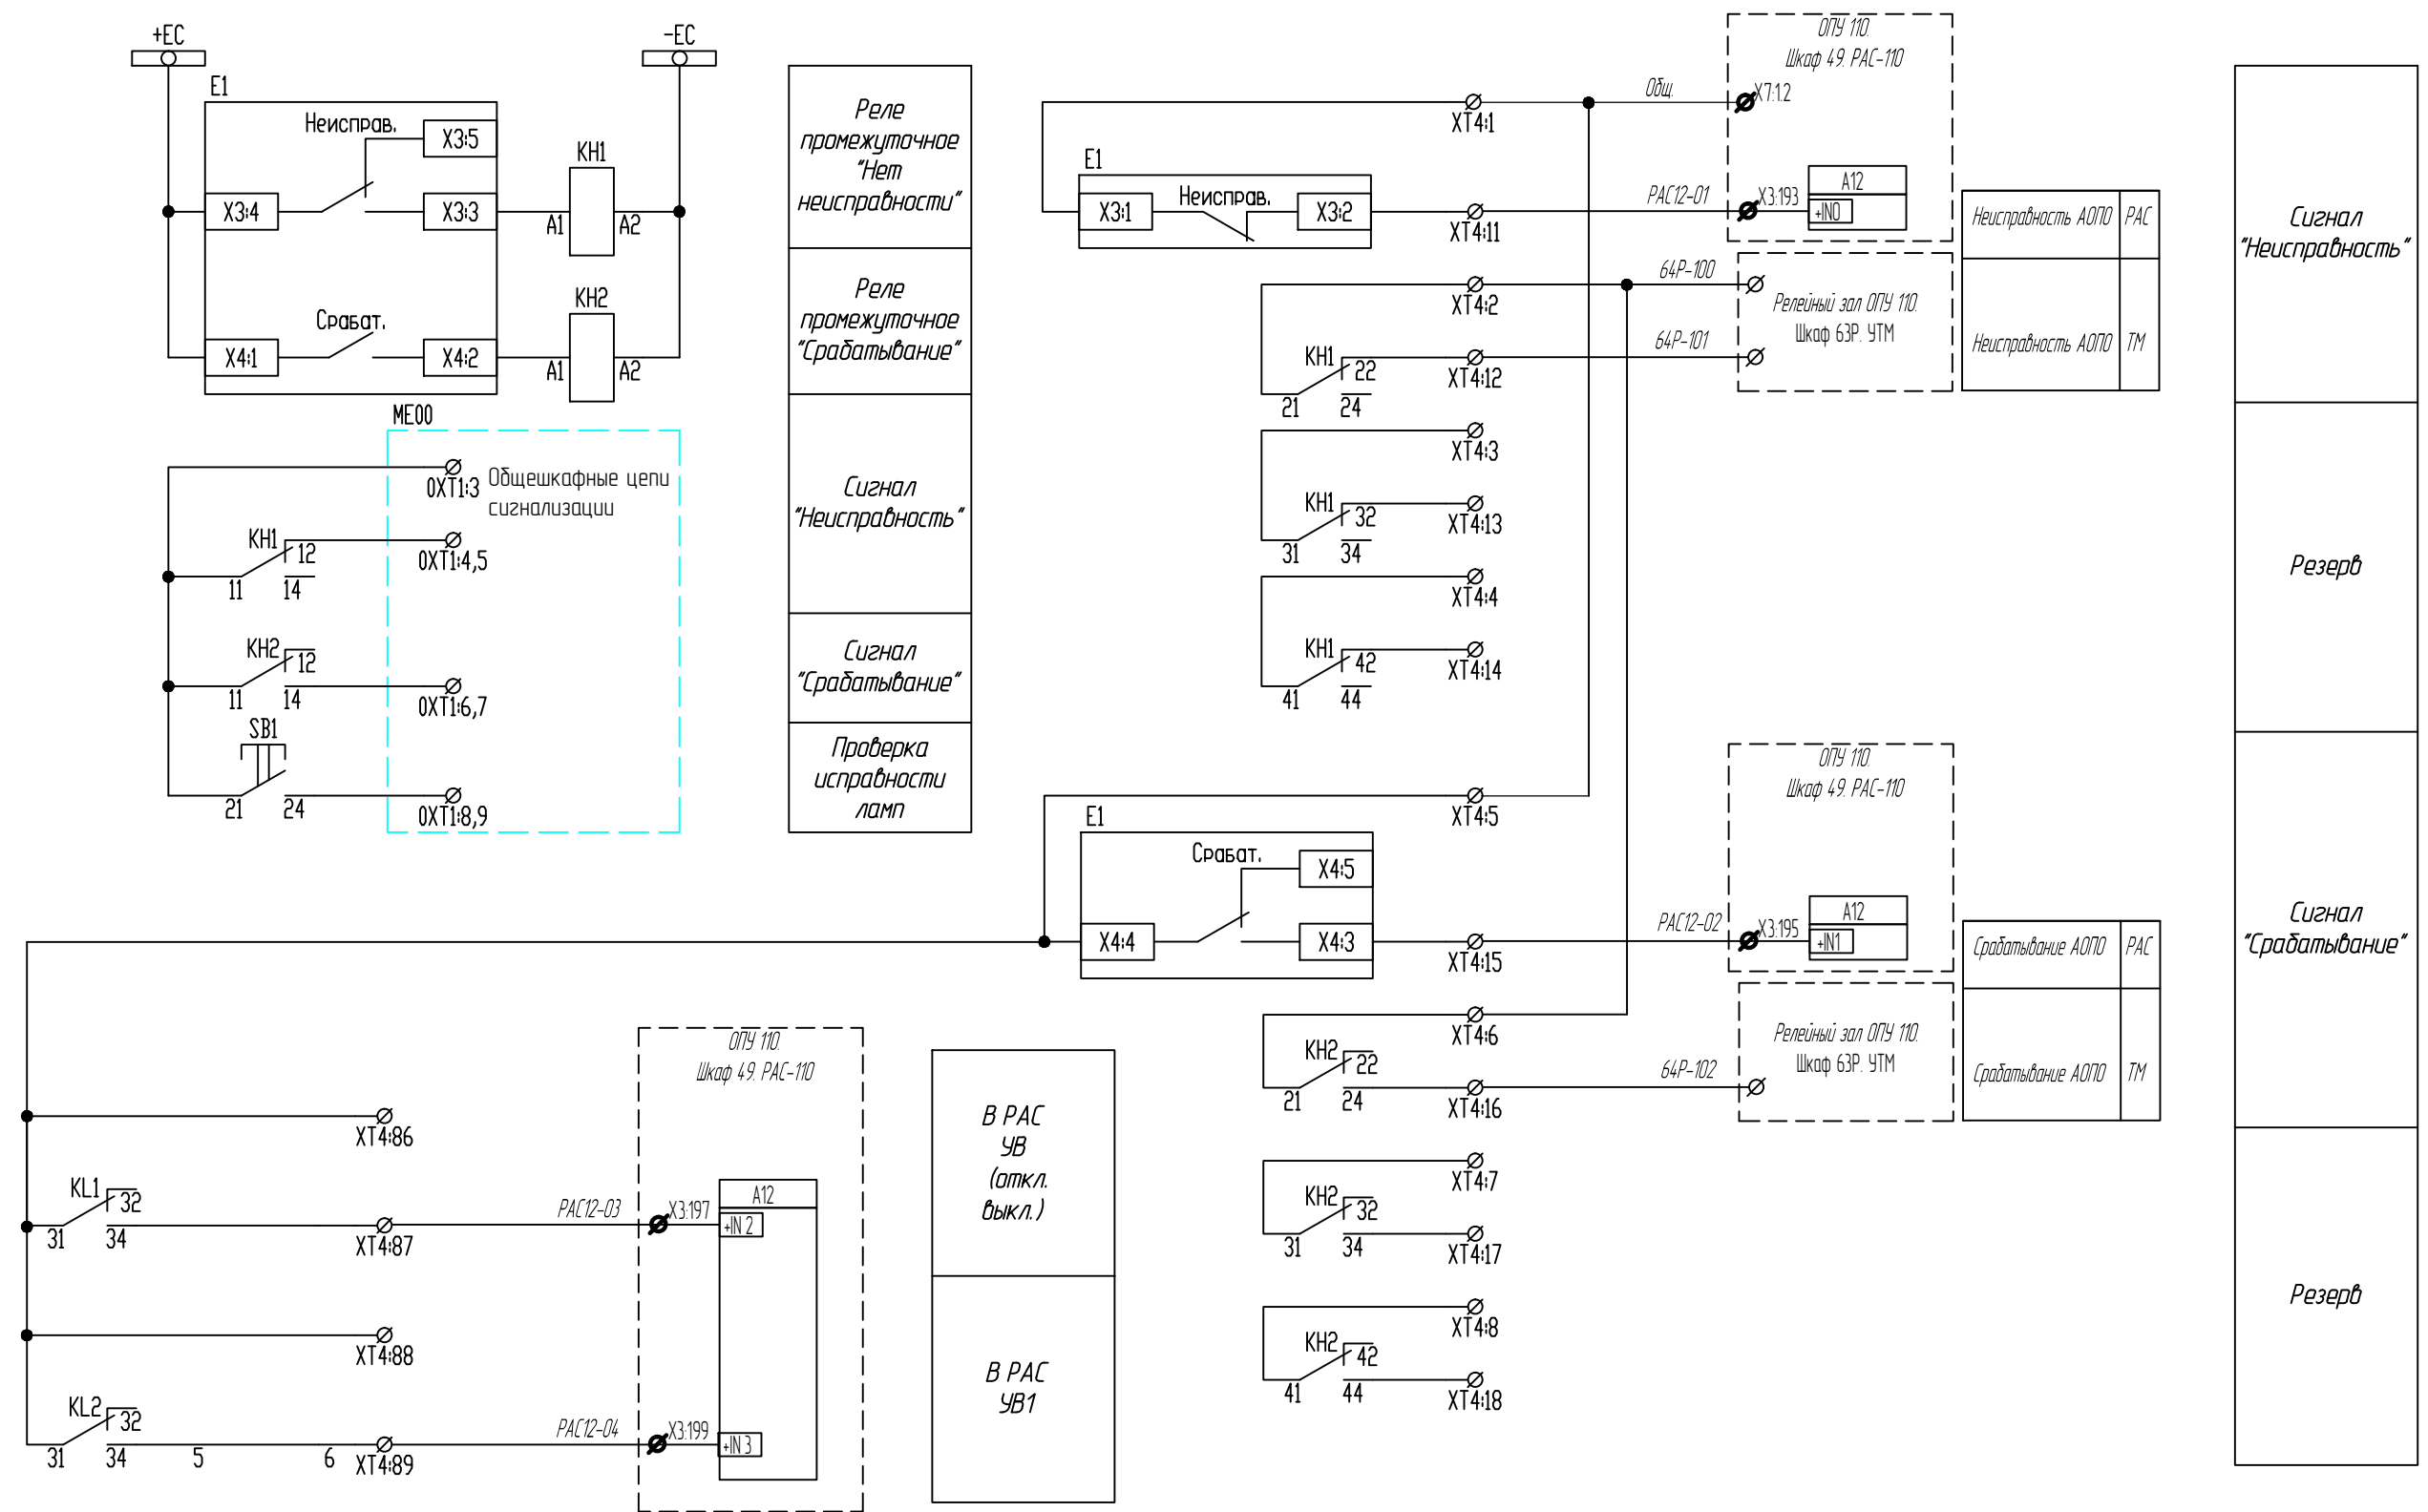 +ЕС
-ЕС
E1
Неисправ.
X3:5
X3:4
X3:3
KH1
A1
A2
Срабат.
X4:1
X4:2
KH2
A1
A2
ME00
0XT1:3
Общешкафные цепи
сигнализации
KH1
12
11
14
0XT1:4,5
KH2
12
11
14
0XT1:6,7
SB1
21
24
0XT1:8,9
Реле
промежуточное
"Нет
неисправности"
Реле
промежуточное
"Срабатывание"
Сигнал
"Неисправность"
Сигнал
"Срабатывание"
Проверка
исправности
ламп
XT4:1
Общ.
X7:1.2
ОПУ 110.
Шкаф 49. РАС-110
E1
Неисправ.
X3:1
X3:2
XT4:11
РАС12-01
X3:193
A12
+IN0
XT4:2
64Р-100
KH1
22
21
24
XT4:12
64Р-101
Релейный зал ОПУ 110.
Шкаф 63Р. УТМ
Неисправность АОПО РАС
Неисправность АОПО ТМ
XT4:3
KH1
32
31
34
XT4:13
XT4:4
KH1
42
41
44
XT4:14
XT4:5
E1
Срабат.
X4:5
X4:4
X4:3
XT4:15
РАС12-02
X3:195
ОПУ 110.
Шкаф 49. РАС-110
A12
+IN1
XT4:6
KH2
22
21
24
XT4:16
64Р-102
Релейный зал ОПУ 110.
Шкаф 63Р. УТМ
Срабатывание АОПО РАС
Срабатывание АОПО ТМ
XT4:7
KH2
32
31
34
XT4:17
XT4:8
KH2
42
41
44
XT4:18
Сигнал
"Неисправность"
Резерв
Сигнал
"Срабатывание"
Резерв
XT4:86
KL1
32
31
34
XT4:87
РАС12-03
X3:197
ОПУ 110.
Шкаф 49. РАС-110
A12
+IN 2
XT4:88
KL2
32
31
34
5
6
XT4:89
РАС12-04
X3:199
+IN 3
В РАС
УВ
(откл.
выкл.)
В РАС
УВ1